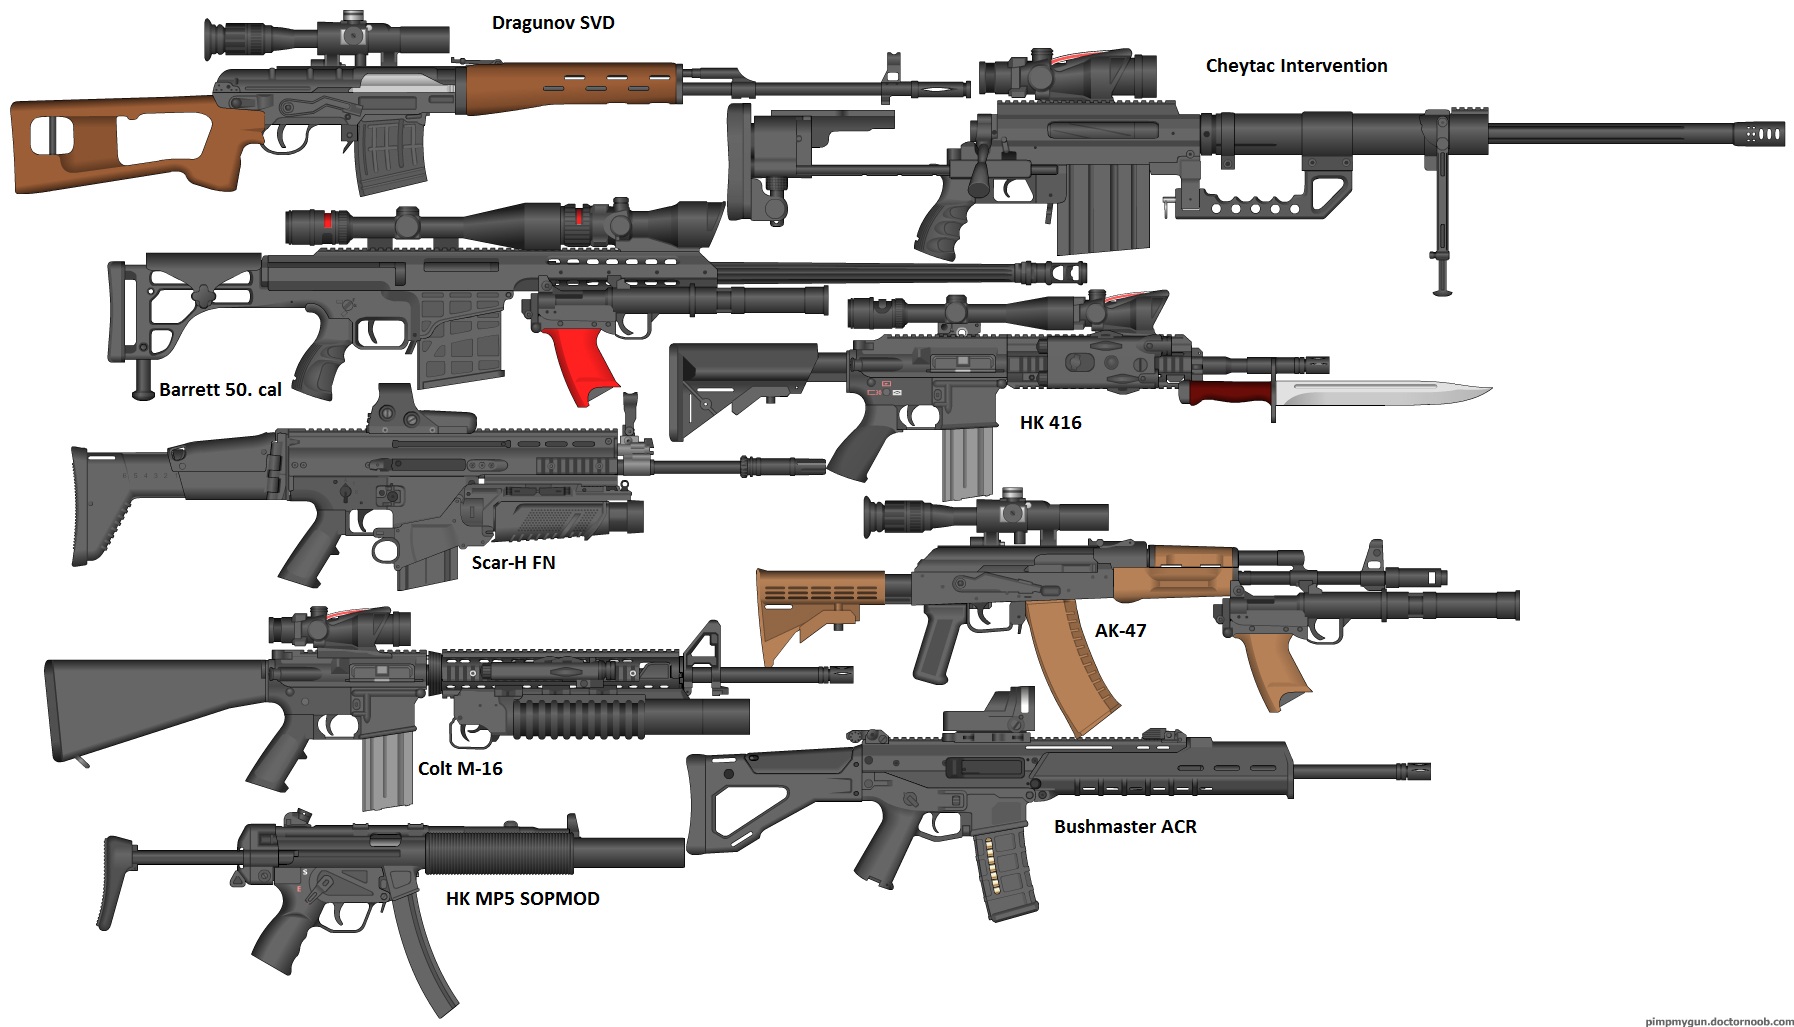 Dragunov SVD
Cheytac Intervention
Barrett 50. cal
HK 416
Scar-H FN
AK-47
Colt M-16
Bushmaster ACR
HK MP5 SOPMOD
S
E
pimpmygun.doctornoob.com